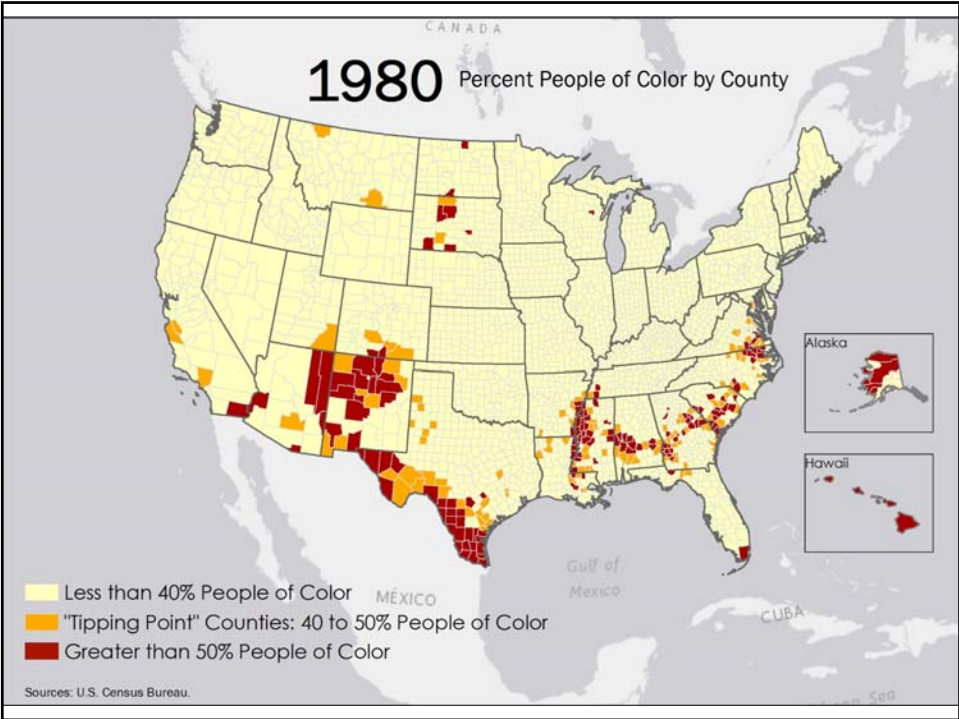 CANADA
1980 Percent People of Color by County
Alaska
Hawaii
Gulf of
Mexico
MÉXICO
CUBA
Less than 40% People of Color
"Tipping Point" Counties: 40 to 50% People of Color
Greater than 50% People of Color
Sources: U.S. Census Bureau.
Sea